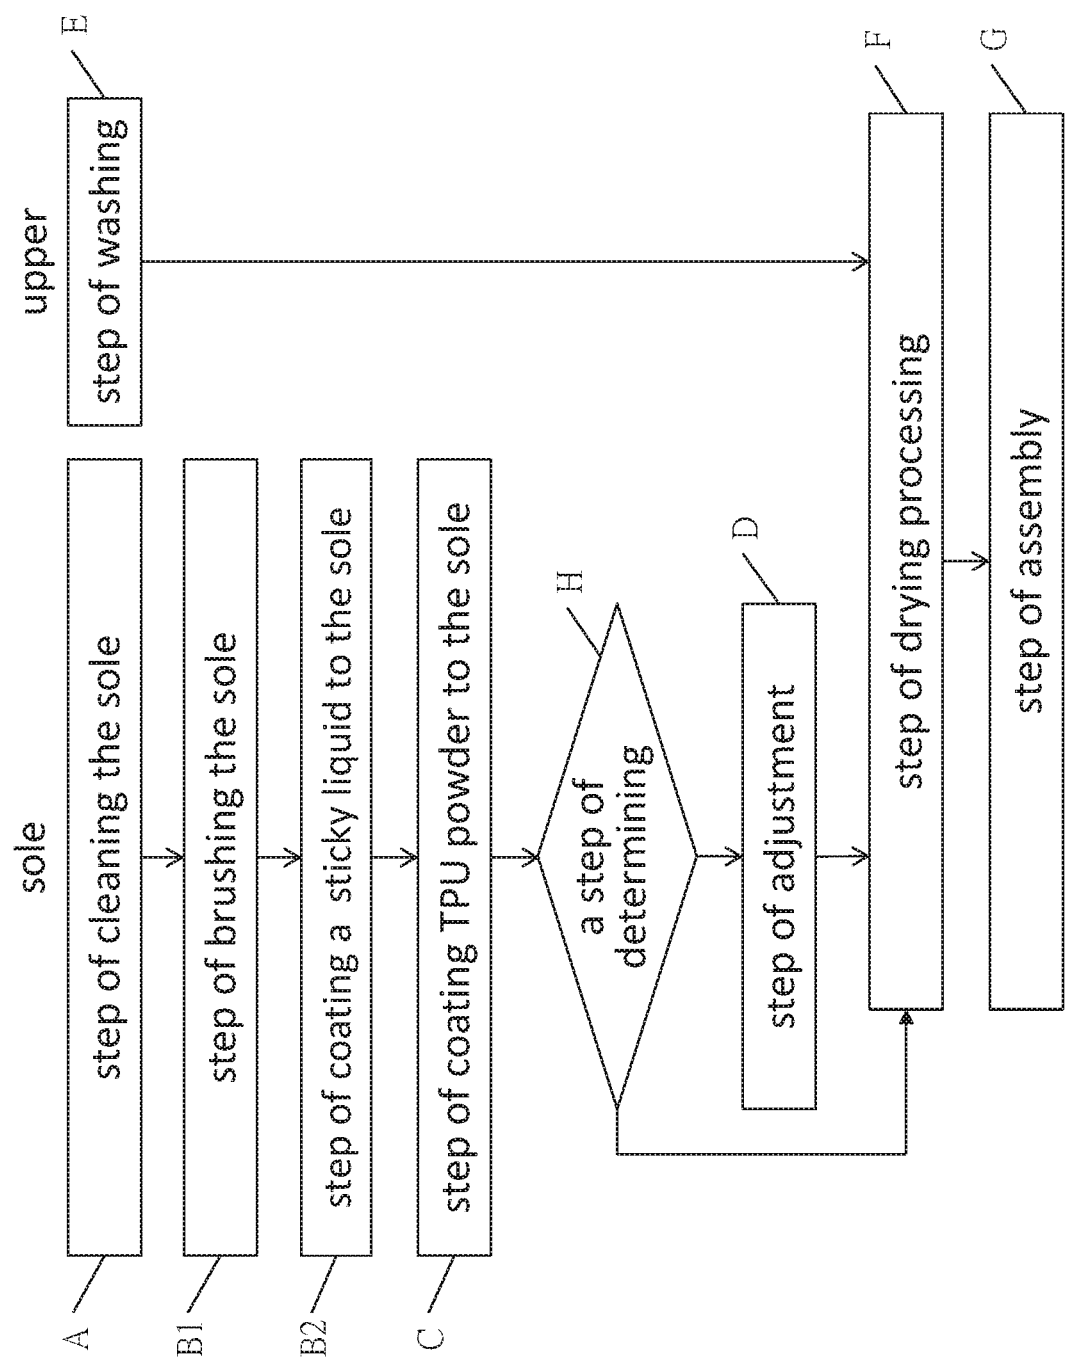 sole
upper
A
step of cleaning the sole
step of washing
E
B1
step of brushing the sole
B2
step of coating a sticky liquid to the sole
C
step of coating TPU powder to the sole
a step of
determining
H
step of adjustment
D
step of drying processing
F
step of assembly
G